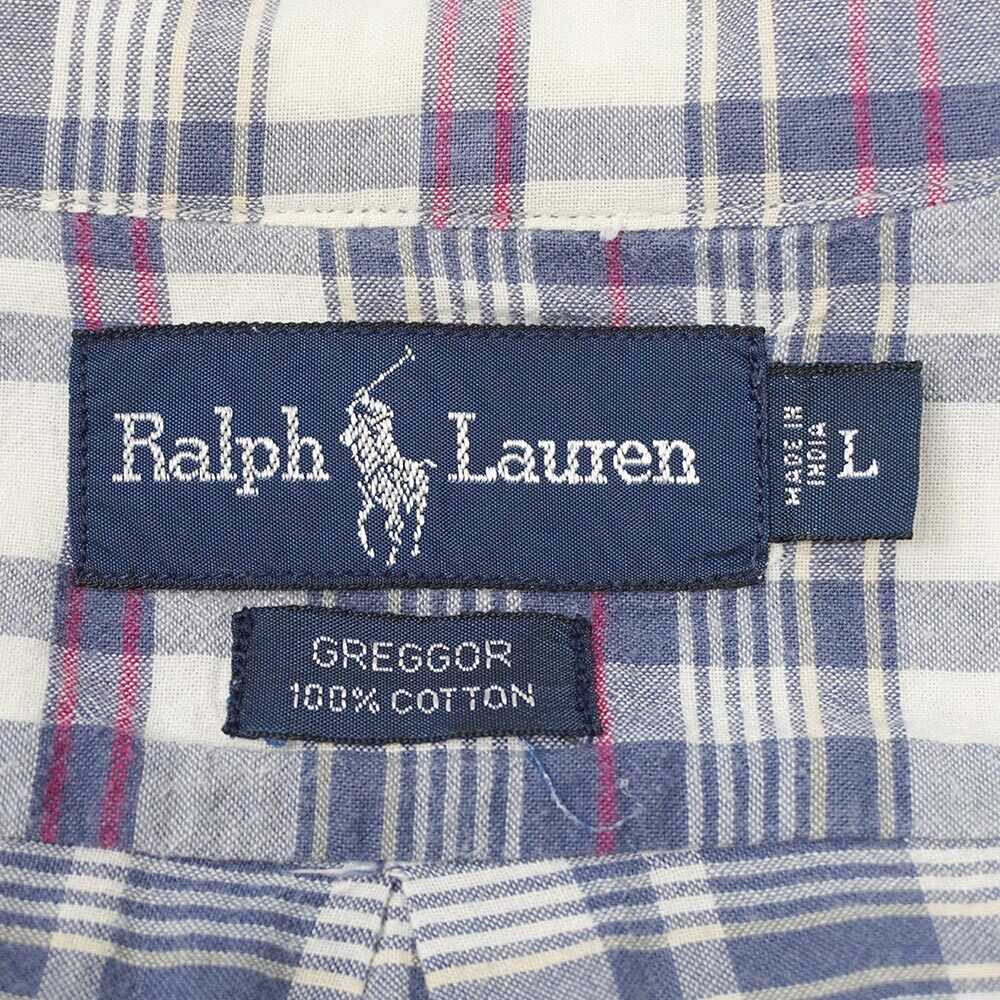 Ralph Lauren
MADE IN
INDIA
L
GREGGOR
100% COTTON